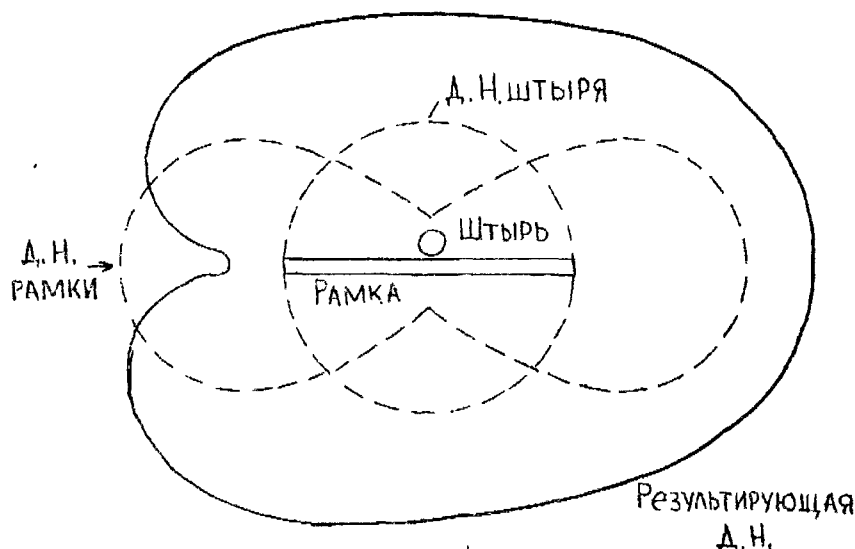 Д.Н. ШТЫРЯ
ШТЫРЬ
Д.Н.
РАМКИ
РАМКА
РЕЗУЛЬТИРУЮЩАЯ
Д.Н.